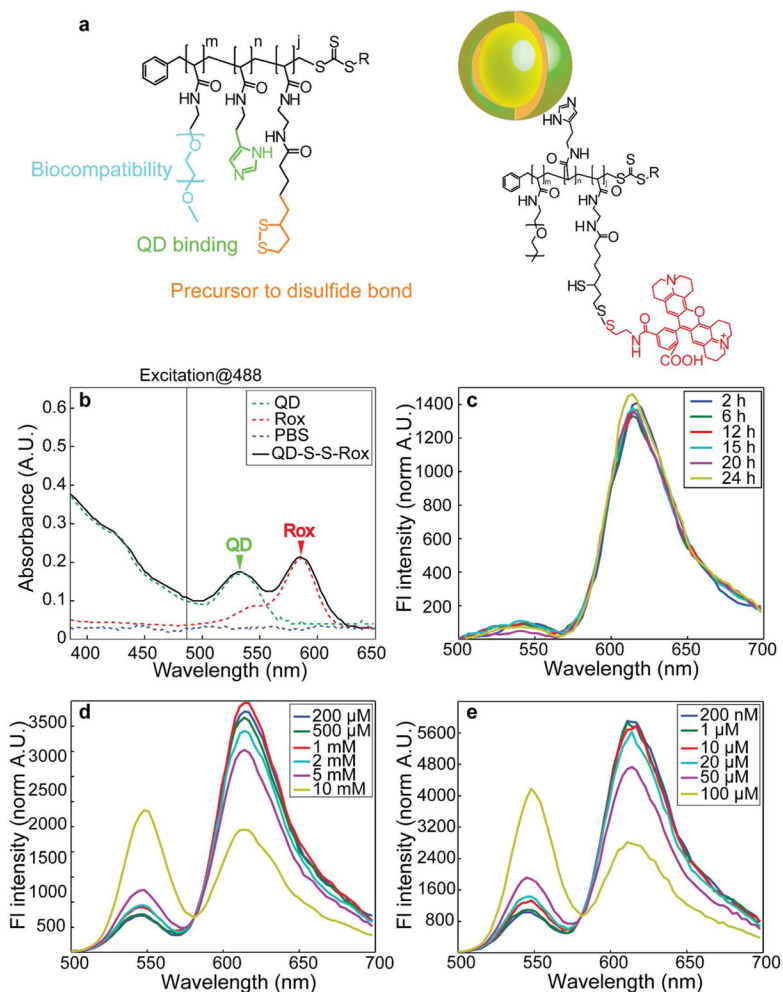 a
m
n
j
S
S
S
R
O
O
O
NH
HN
NH
O
O
NH
N
HN
O
S
S
Biocompatibility
QD binding
Precursor to disulfide bond
N
HN
NH
O
m
n
j
S
S
S
R
O
O
O
HN
HN
HN
O
O
HS
S
S
N
H
O
O
N
N+
COOH
b
Excitation@488
Absorbance (A.U.)
0.6
0.5
0.4
0.3
0.2
0.1
0
QD
Rox
PBS
QD-S-S-Rox
QD
Rox
400 450 500 550 600 650
Wavelength (nm)
c
FI intensity (norm A.U.)
1400
1200
1000
800
600
400
200
2 h
6 h
12 h
15 h
20 h
24 h
500 550 600 650 700
Wavelength (nm)
d
FI intensity (norm A.U.)
3500
3000
2500
2000
1500
1000
500
200 µM
500 µM
1 mM
2 mM
5 mM
10 mM
500 550 600 650 700
Wavelength (nm)
e
FI intensity (norm A.U.)
5600
4800
4000
3200
2400
1600
800
200 nM
1 µM
10 µM
20 µM
50 µM
100 µM
500 550 600 650 700
Wavelength (nm)